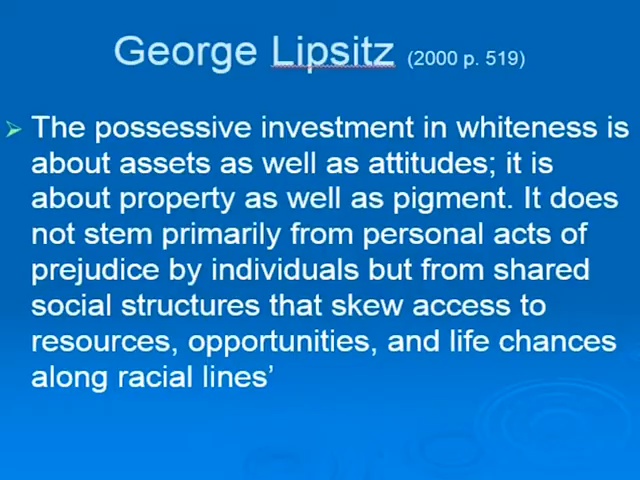 George Lipsitz (2000 p. 519)
The possessive investment in whiteness is
about assets as well as attitudes; it is
about property as well as pigment. It does
not stem primarily from personal acts of
prejudice by individuals but from shared
social structures that skew access to
resources, opportunities, and life chances
along racial lines’